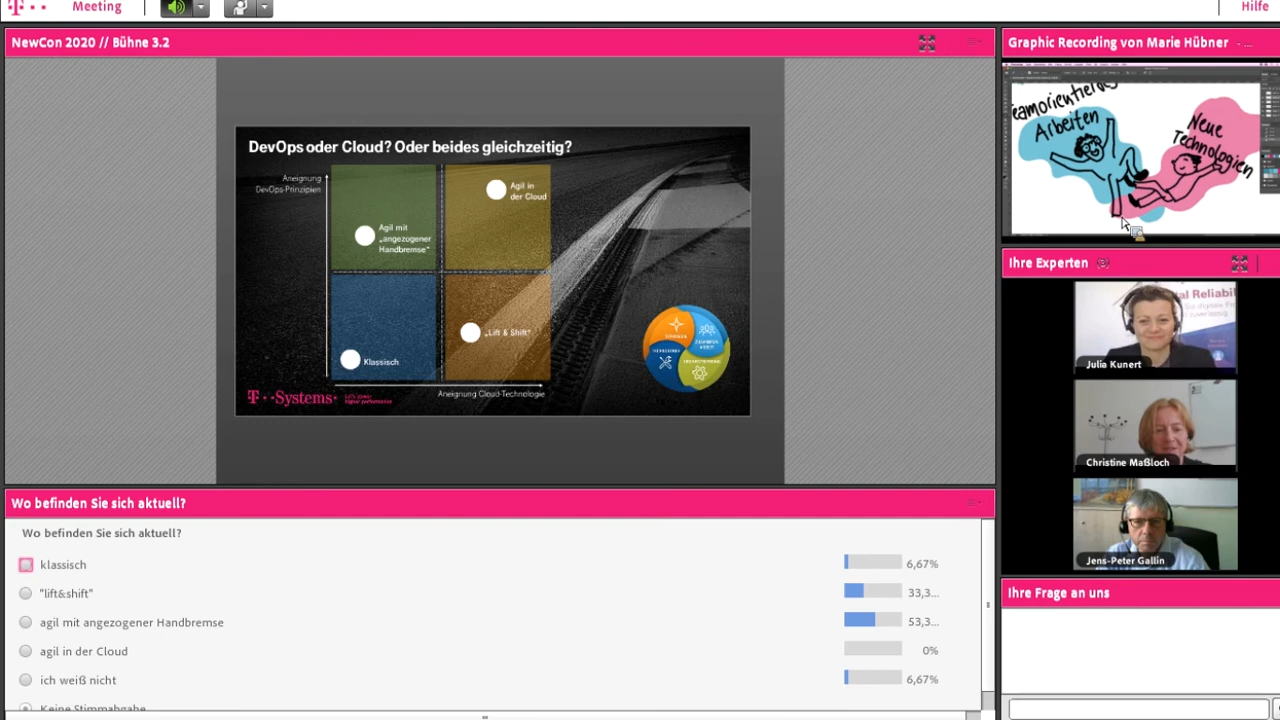 T
Meeting
Hilfe
NewCon 2020 // Bühne 3.2
DevOps oder Cloud? Oder beides gleichzeitig?
Aneignung
DevOps-Prinzipien
Agil in
der Cloud
Agil mit
„angezogener
Handbremse“
„Lift & Shift“
Klassisch
Aneignung Cloud-Technologie
T Systems
Wo befinden Sie sich aktuell?
Wo befinden Sie sich aktuell?
klassisch 6,67%
"lift&shift" 33,3...
agil mit angezogener Handbremse 53,3...
agil in der Cloud 0%
ich weiß nicht 6,67%
Keine Stimmabgabe
Graphic Recording von Marie Hübner - ...
Arbeiten
Neue
Technologien
Ihre Experten
Julia Kunert
Christine Maßloch
Jens-Peter Gallin
Ihre Frage an uns